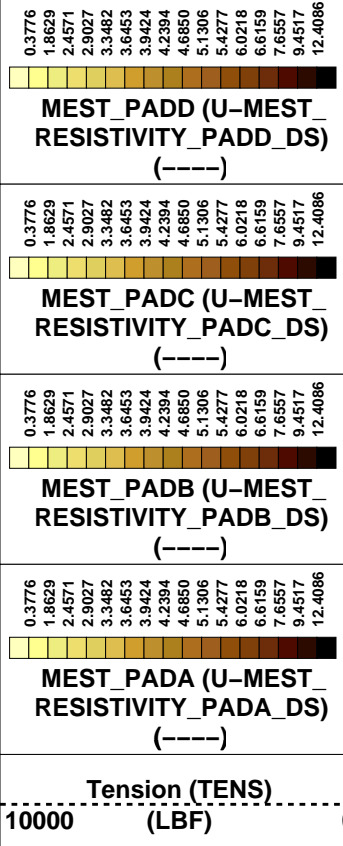 0.3776 1.8629 2.4571 2.9027 3.3482 3.6453 3.9424 4.2394 4.6850 5.1306 5.4277 6.0218 6.6159 7.6557 9.4517 12.4086
MEST_PADD (U−MEST_
RESISTIVITY_PADD_DS)
(−−−−)
0.3776 1.8629 2.4571 2.9027 3.3482 3.6453 3.9424 4.2394 4.6850 5.1306 5.4277 6.0218 6.6159 7.6557 9.4517 12.4086
MEST_PADC (U−MEST_
RESISTIVITY_PADC_DS)
(−−−−)
0.3776 1.8629 2.4571 2.9027 3.3482 3.6453 3.9424 4.2394 4.6850 5.1306 5.4277 6.0218 6.6159 7.6557 9.4517 12.4086
MEST_PADB (U−MEST_
RESISTIVITY_PADB_DS)
(−−−−)
0.3776 1.8629 2.4571 2.9027 3.3482 3.6453 3.9424 4.2394 4.6850 5.1306 5.4277 6.0218 6.6159 7.6557 9.4517 12.4086
MEST_PADA (U−MEST_
RESISTIVITY_PADA_DS)
(−−−−)
Tension (TENS)
10000 (LBF)